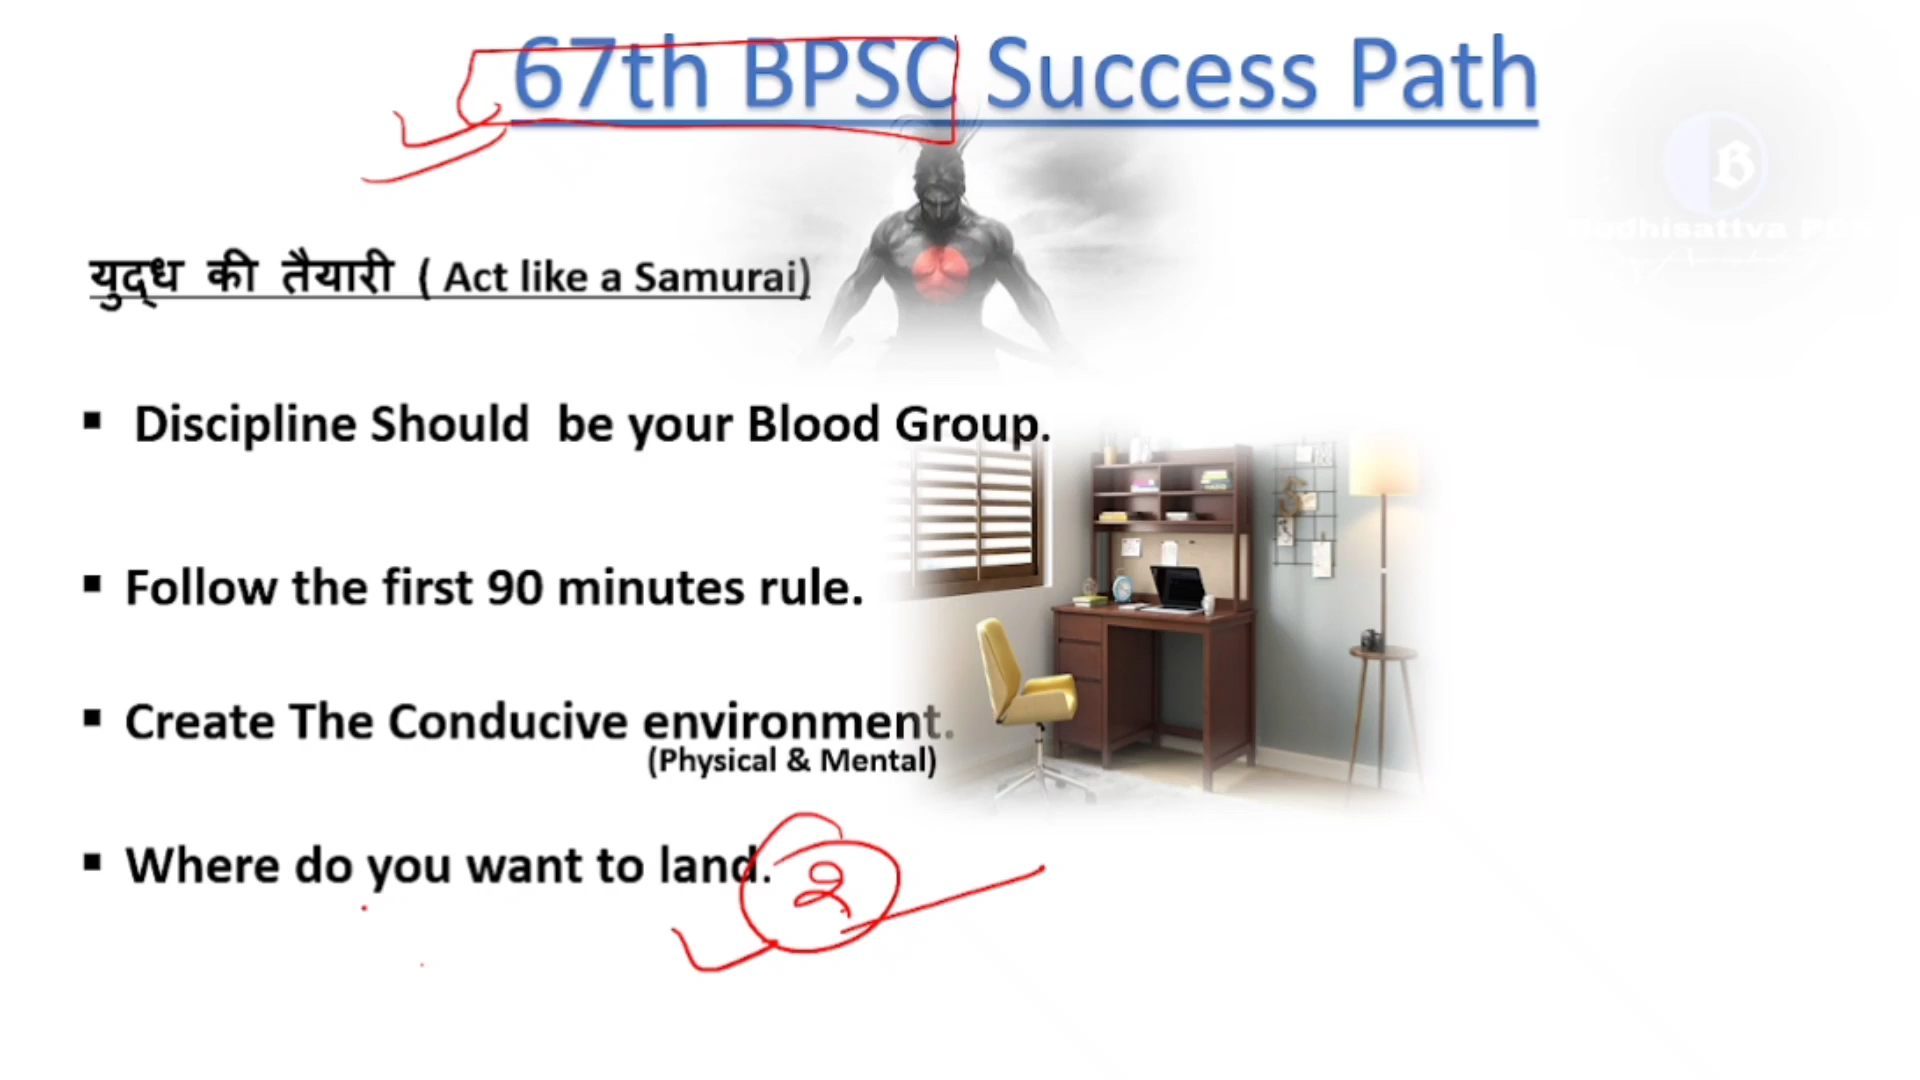 67th BPSC Success Path
युद्ध की तैयारी ( Act like a Samurai)
▪ Discipline Should be your Blood Group.
▪ Follow the first 90 minutes rule.
▪ Create The Conducive environment.
(Physical & Mental)
▪ Where do you want to land.
२
B